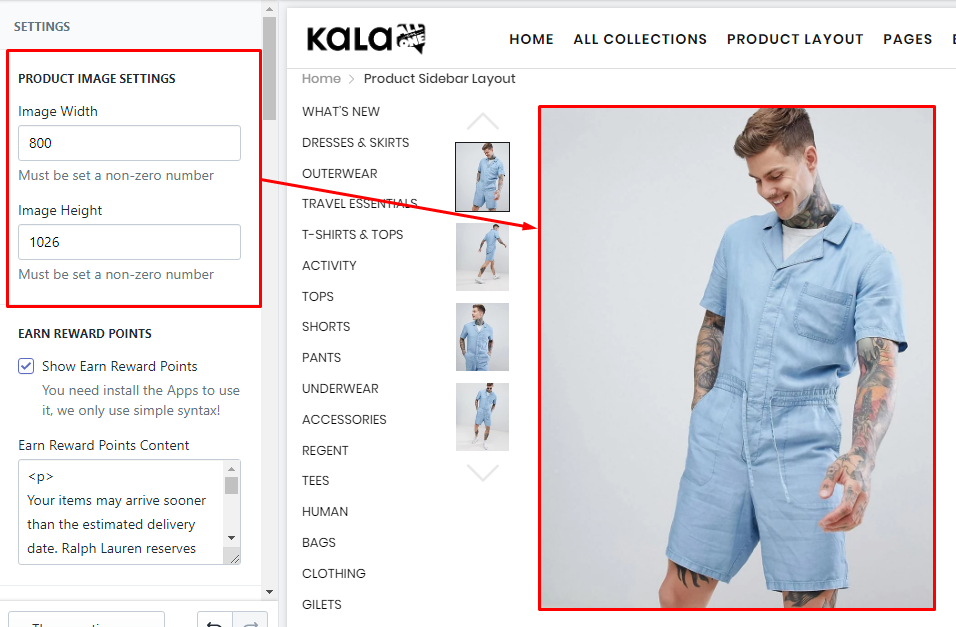 SETTINGS
PRODUCT IMAGE SETTINGS
Image Width
800
Must be set a non-zero number
Image Height
1026
Must be set a non-zero number
EARN REWARD POINTS
Show Earn Reward Points
You need install the Apps to use
it, we only use simple syntax!
Earn Reward Points Content
<p>
Your items may arrive sooner
than the estimated delivery
date. Ralph Lauren reserves
KALA ALL IN ONE
HOME ALL COLLECTIONS PRODUCT LAYOUT PAGES
Home > Product Sidebar Layout
WHAT'S NEW
DRESSES & SKIRTS
OUTERWEAR
TRAVEL ESSENTIALS
T-SHIRTS & TOPS
ACTIVITY
TOPS
SHORTS
PANTS
UNDERWEAR
ACCESSORIES
REGENT
TEES
HUMAN
BAGS
CLOTHING
GILETS